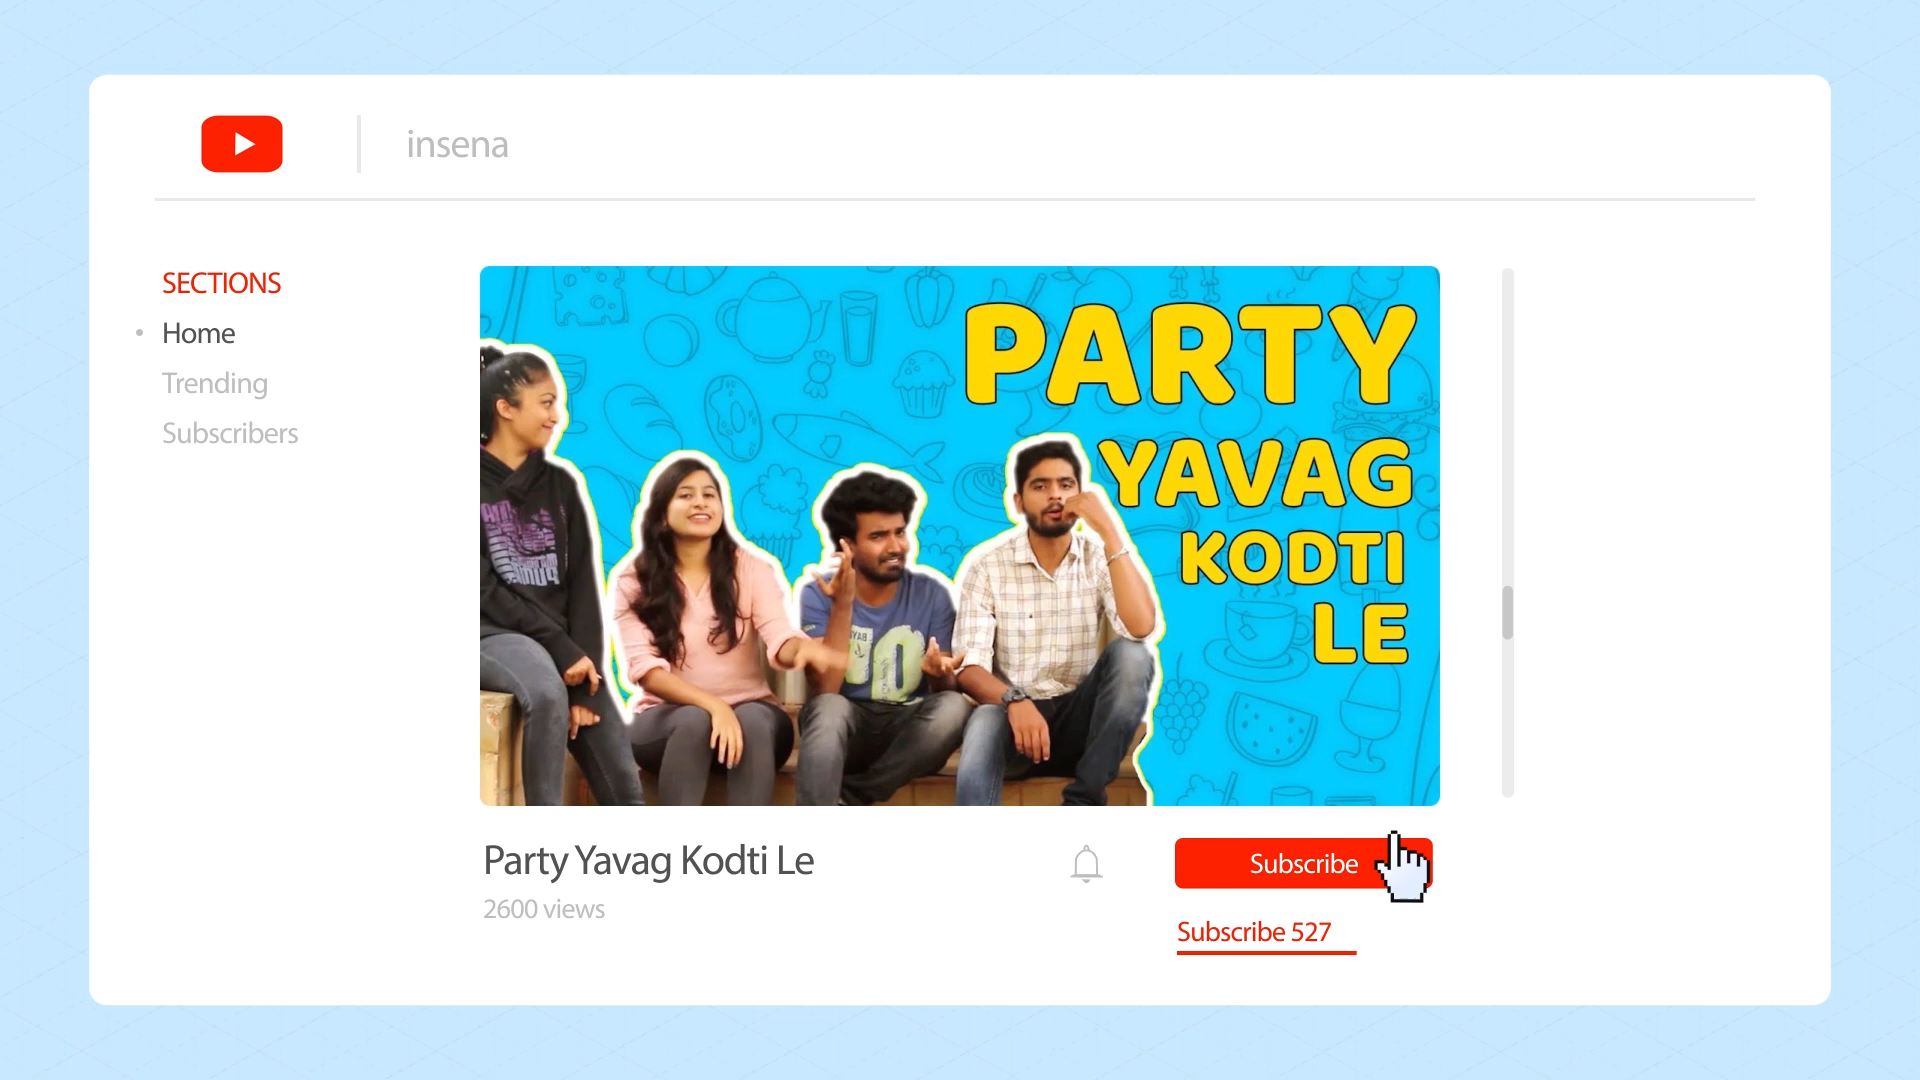 insena
SECTIONS
Home
Trending
Subscribers
PARTY
YAVAG
KODTI
LE
Party Yavag Kodti Le
2600 views
Subscribe
Subscribe 527